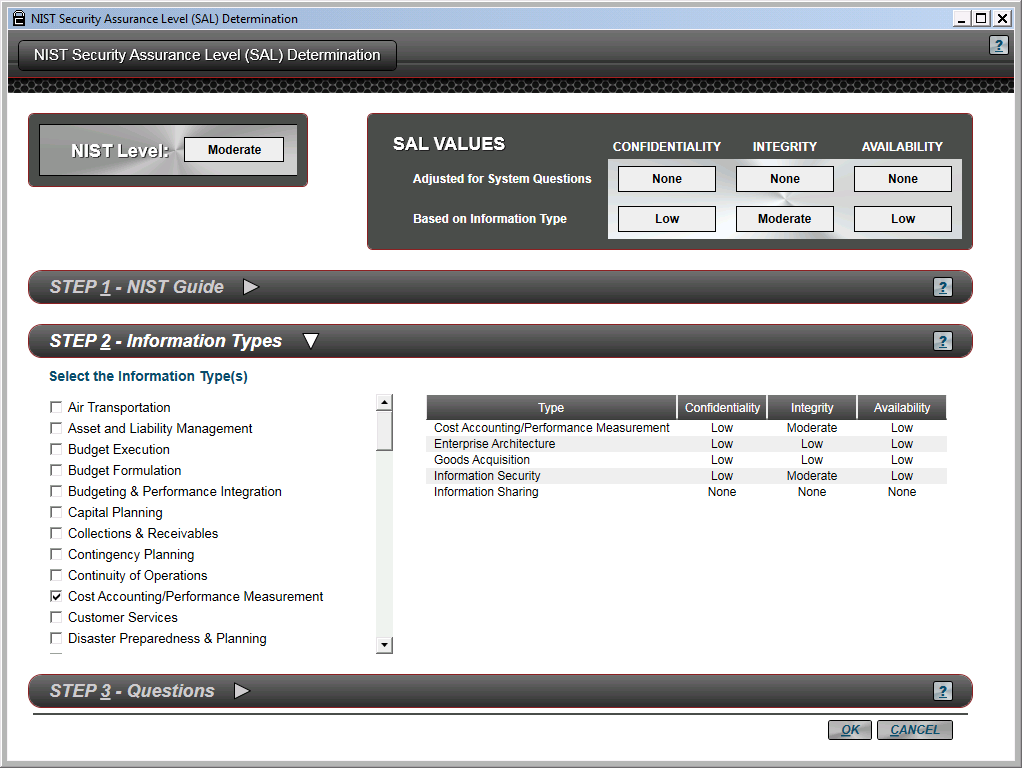 NIST Security Assurance Level (SAL) Determination
NIST Security Assurance Level (SAL) Determination
?
NIST Level: Moderate
SAL VALUES CONFIDENTIALITY INTEGRITY AVAILABILITY
Adjusted for System Questions None None None
Based on Information Type Low Moderate Low
STEP 1 - NIST Guide ?
STEP 2 - Information Types ?
Select the Information Type(s)
Air Transportation
Asset and Liability Management
Budget Execution
Budget Formulation
Budgeting & Performance Integration
Capital Planning
Collections & Receivables
Contingency Planning
Continuity of Operations
Cost Accounting/Performance Measurement
Customer Services
Disaster Preparedness & Planning
Type Confidentiality Integrity Availability
Cost Accounting/Performance Measurement Low Moderate Low
Enterprise Architecture Low Low Low
Goods Acquisition Low Low Low
Information Security Low Moderate Low
Information Sharing None None None
STEP 3 - Questions ?
OK CANCEL